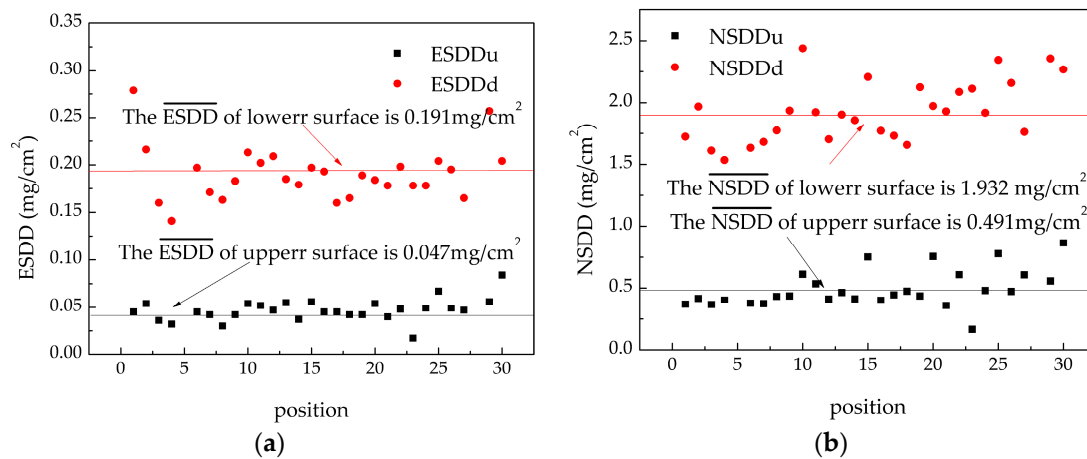 (a)
0.35
0.30
0.25
0.20
0.15
0.10
0.05
0.00
ESDD (mg/cm²)
ESDDu
ESDDd
The ESDD of lowerr surface is 0.191mg/cm²
The ESDD of upperr surface is 0.047mg/cm²
0 5 10 15 20 25 30
position
(a)
2.5
2.0
1.5
1.0
0.5
0.0
NSDD (mg/cm²)
NSDDu
NSDDd
The NSDD of lowerr surface is 1.932 mg/cm²
The NSDD of upperr surface is 0.491mg/cm²
0 5 10 15 20 25 30
position
(b)
(b)